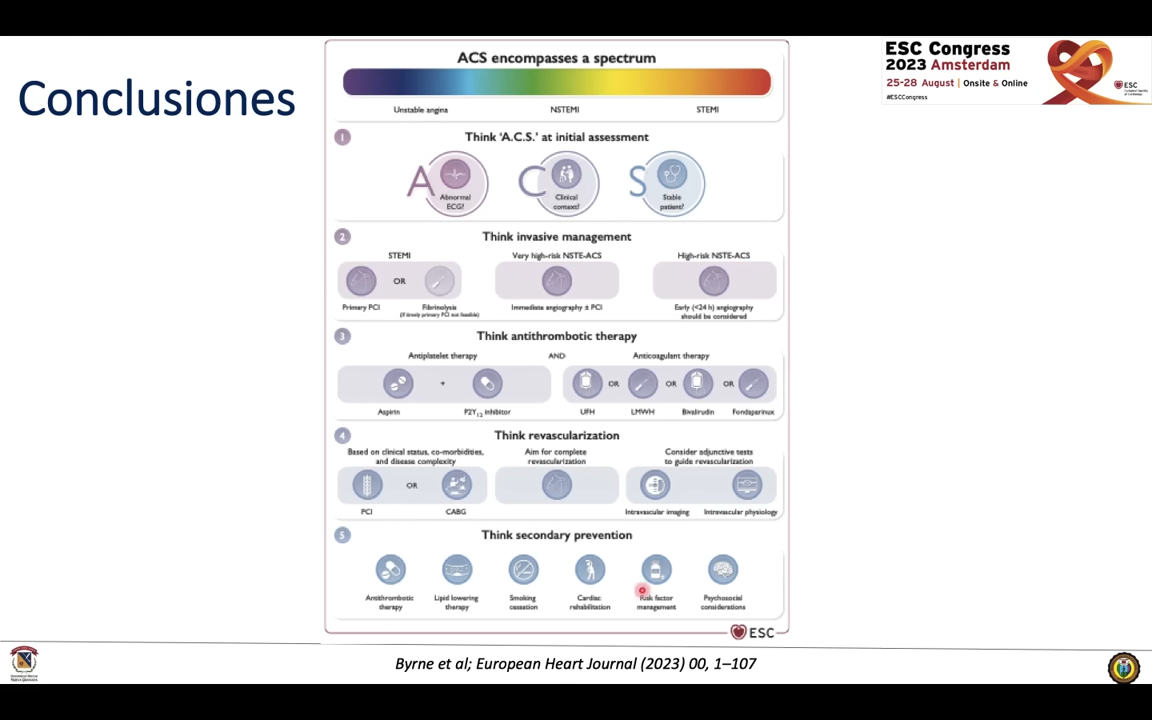 Conclusiones
ESC Congress
2023 Amsterdam
25-28 August | Onsite & Online
#ESCCongress
ESC
ACS encompasses a spectrum
Unstable angina NSTEMI STEMI
1 Think 'A.C.S.' at initial assessment
A C S
Abnormal ECG? Clinical context? Stable patient?
2 Think invasive management
STEMI Very high-risk NSTE-ACS High-risk NSTE-ACS
OR
Primary PCI Fibrinolysis Immediate angiography ± PCI Early (<24 h) angiography
(if timely primary PCI not feasible) should be considered
3 Think antithrombotic therapy
Antiplatelet therapy AND Anticoagulant therapy
+ OR OR OR
Aspirin P2Y12 inhibitor UFH LMWH Bivalirudin Fondaparinux
4 Think revascularization
Based on clinical status, co-morbidities, Aim for complete Consider adjunctive tests
and disease complexity revascularization to guide revascularization
OR
PCI CABG Intravascular imaging Intravascular physiology
5 Think secondary prevention
Antithrombotic Lipid lowering Smoking Cardiac Risk factor Psychosocial
therapy therapy cessation rehabilitation management considerations
ESC
Byrne et al; European Heart Journal (2023) 00, 1–107